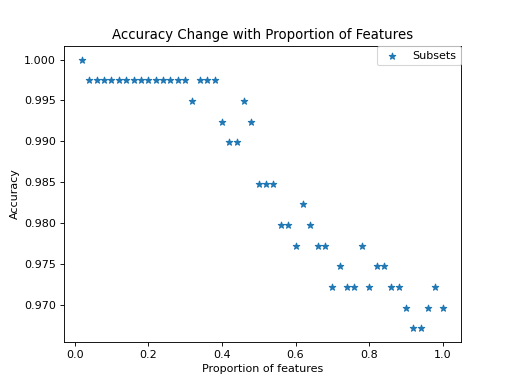 Accuracy Change with Proportion of Features
Subsets
1.000
0.995
0.990
0.985
0.980
0.975
0.970
Accuracy
0.0 0.2 0.4 0.6 0.8 1.0
Proportion of features